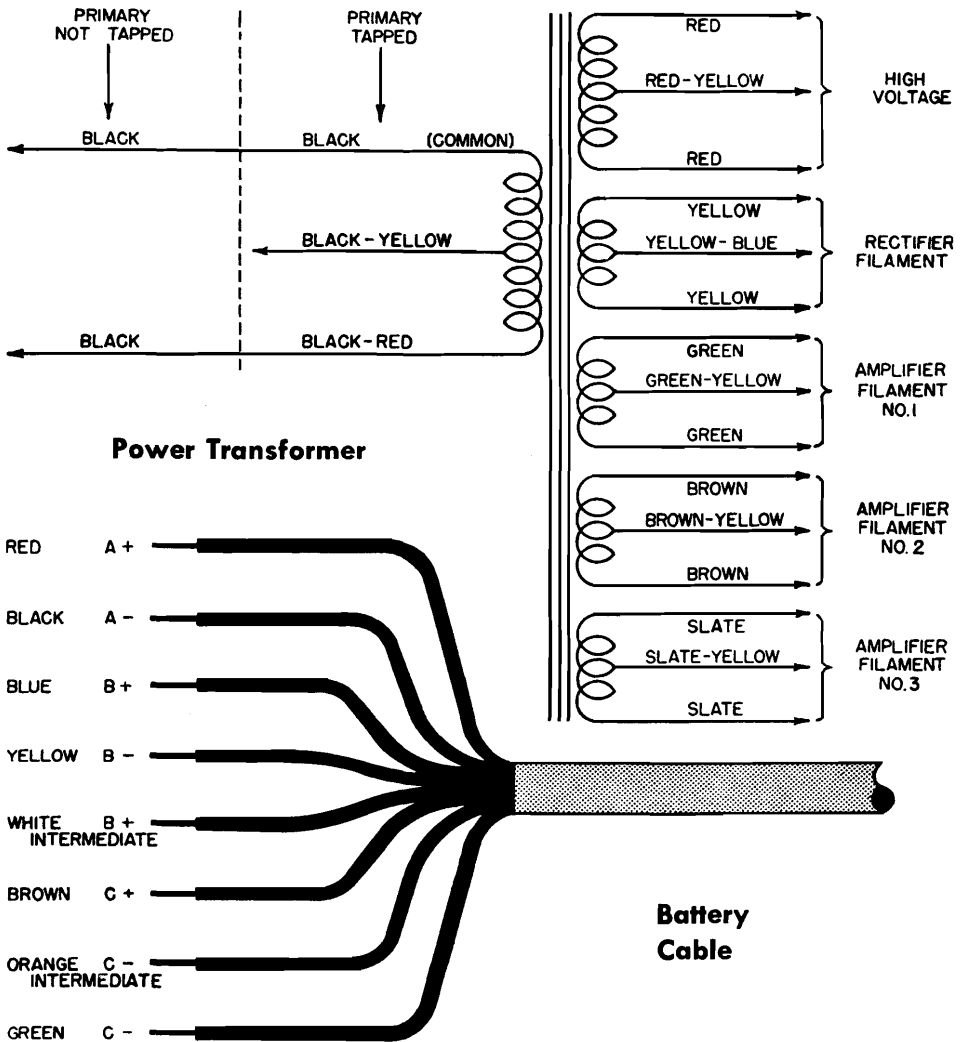 PRIMARY
NOT TAPPED
PRIMARY
TAPPED
BLACK
BLACK (COMMON)
BLACK-YELLOW
BLACK
BLACK-RED
RED
RED-YELLOW
RED
HIGH
VOLTAGE
YELLOW
YELLOW-BLUE
YELLOW
RECTIFIER
FILAMENT
GREEN
GREEN-YELLOW
GREEN
AMPLIFIER
FILAMENT
NO.1
BROWN
BROWN-YELLOW
BROWN
AMPLIFIER
FILAMENT
NO.2
SLATE
SLATE-YELLOW
SLATE
AMPLIFIER
FILAMENT
NO.3
Power Transformer
RED A+
BLACK A-
BLUE B+
YELLOW B-
WHITE B+
INTERMEDIATE
BROWN C+
ORANGE C-
INTERMEDIATE
GREEN C-
Battery
Cable